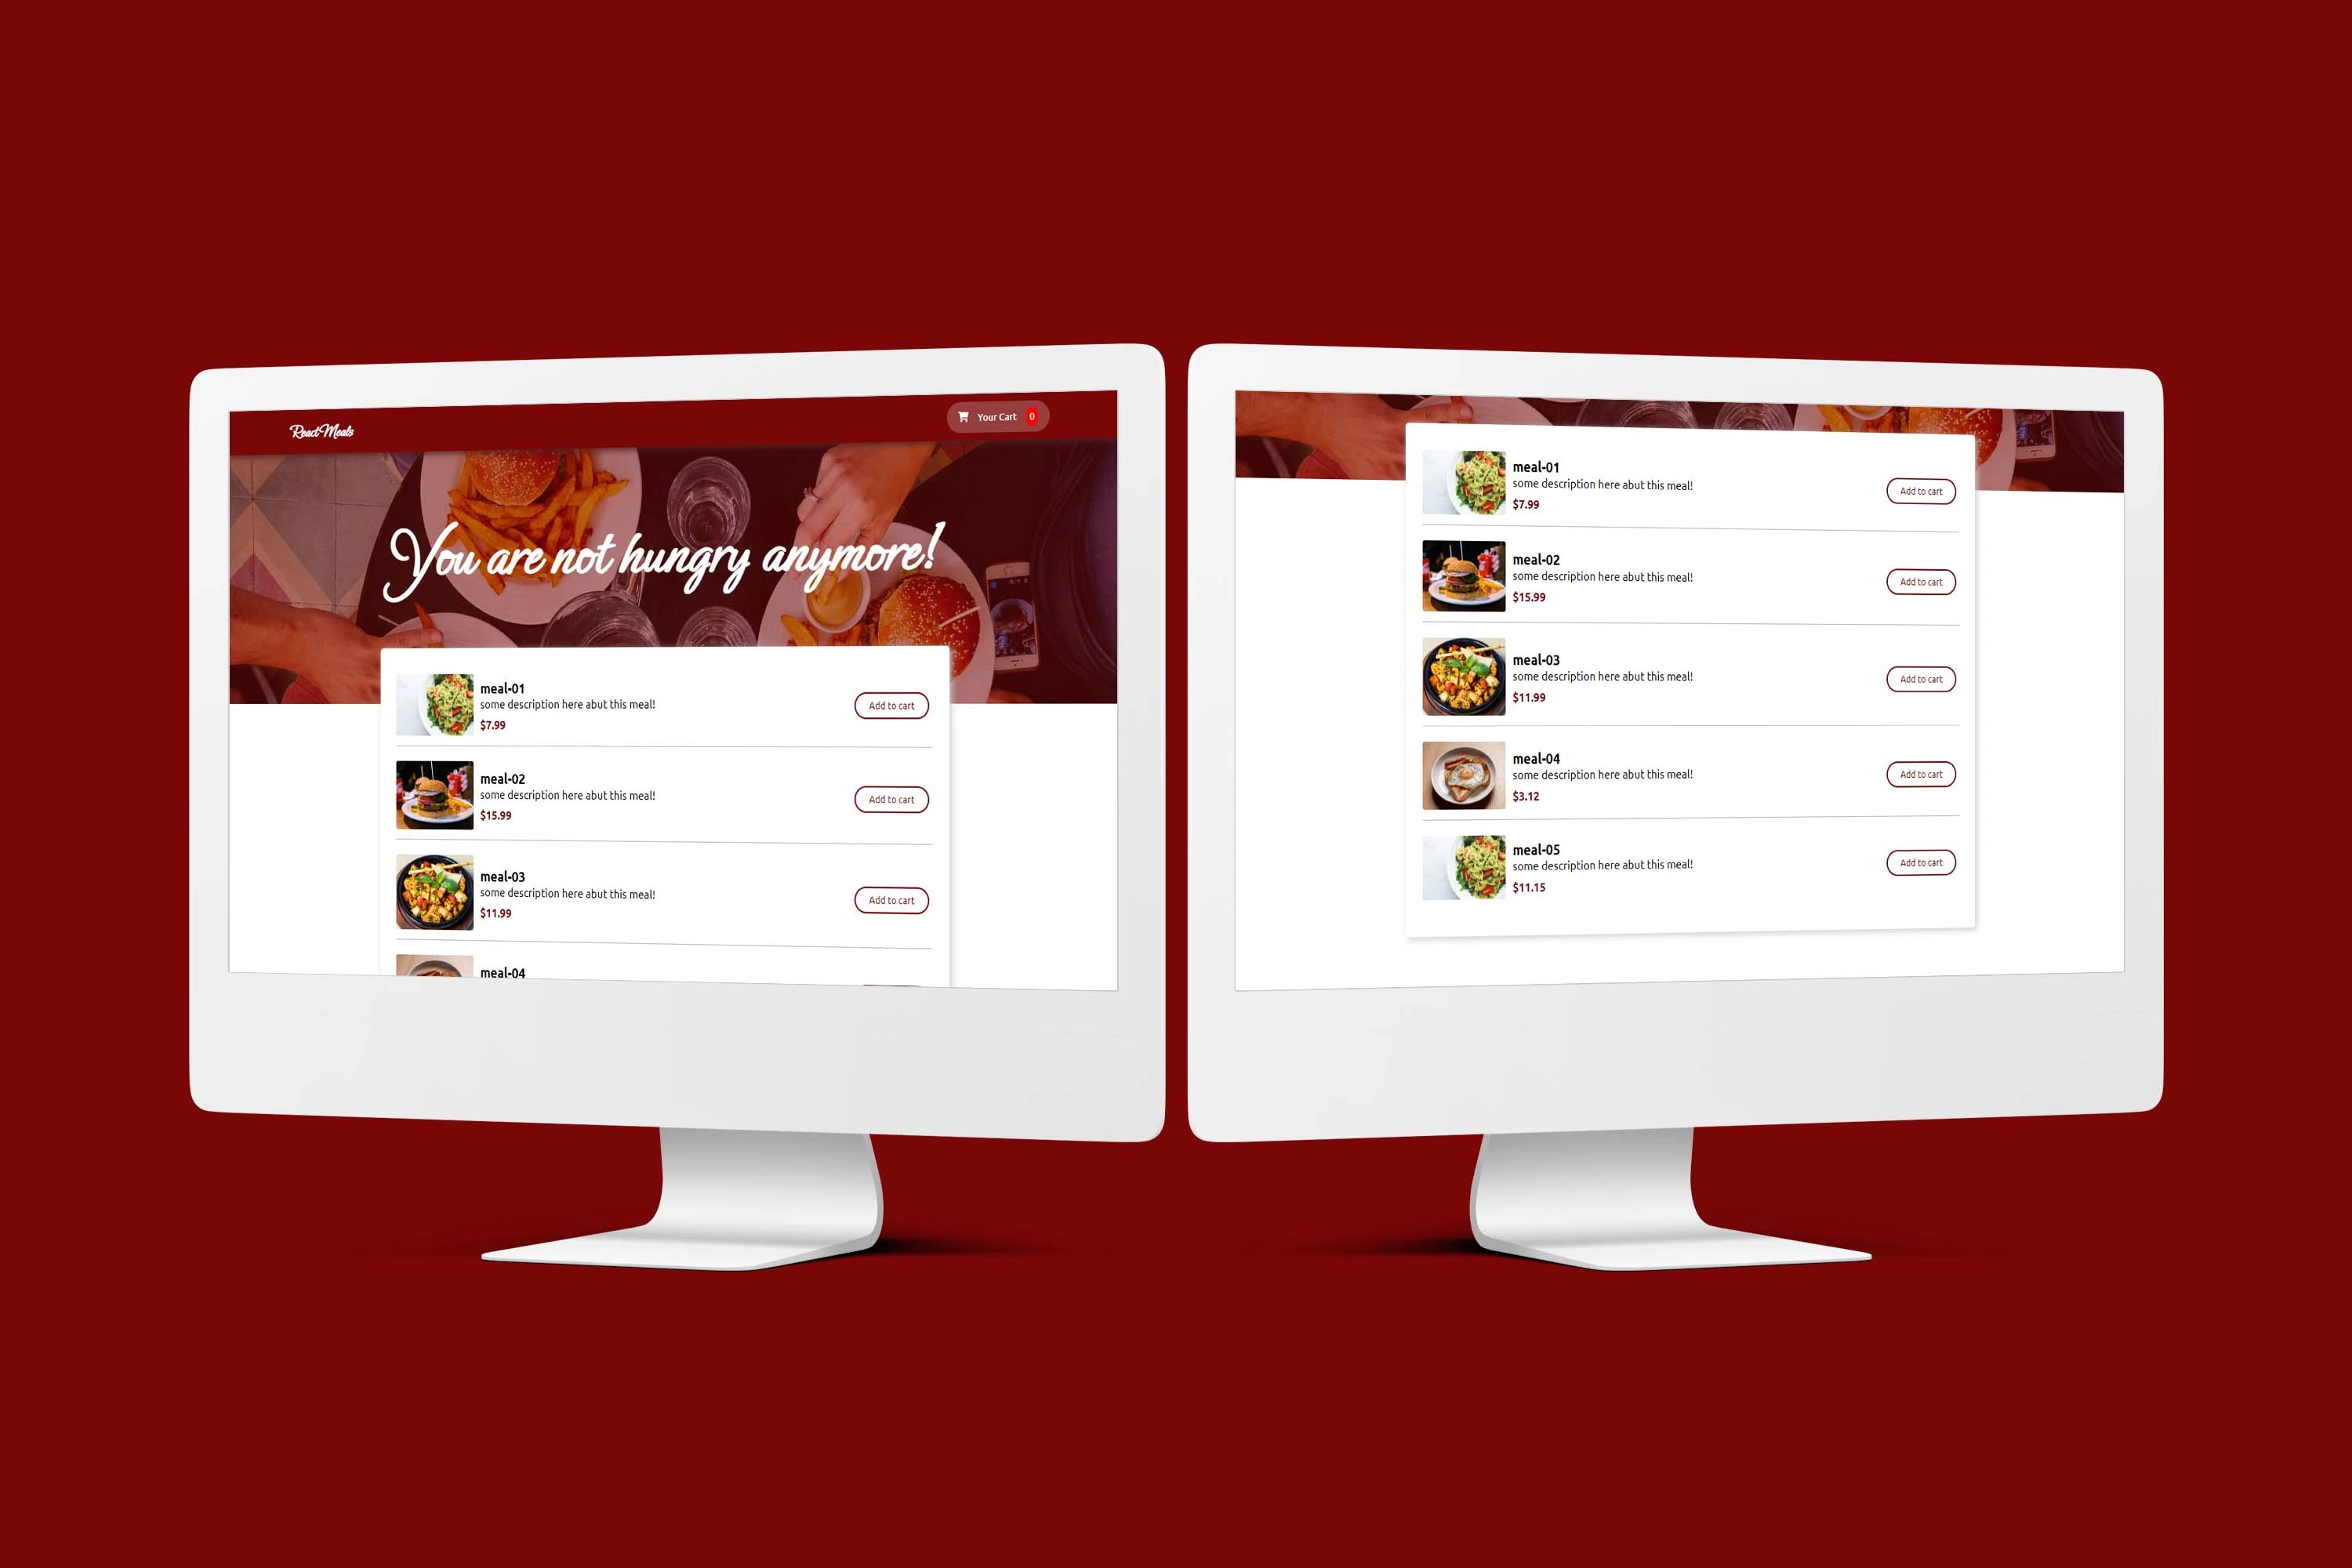 React Meals
Your Cart 0
You are not hungry anymore!
meal-01
some description here abut this meal!
$7.99
Add to cart
meal-02
some description here abut this meal!
$15.99
Add to cart
meal-03
some description here abut this meal!
$11.99
Add to cart
meal-04
meal-01
some description here abut this meal!
$7.99
Add to cart
meal-02
some description here abut this meal!
$15.99
Add to cart
meal-03
some description here abut this meal!
$11.99
Add to cart
meal-04
some description here abut this meal!
$3.12
Add to cart
meal-05
some description here abut this meal!
$11.15
Add to cart